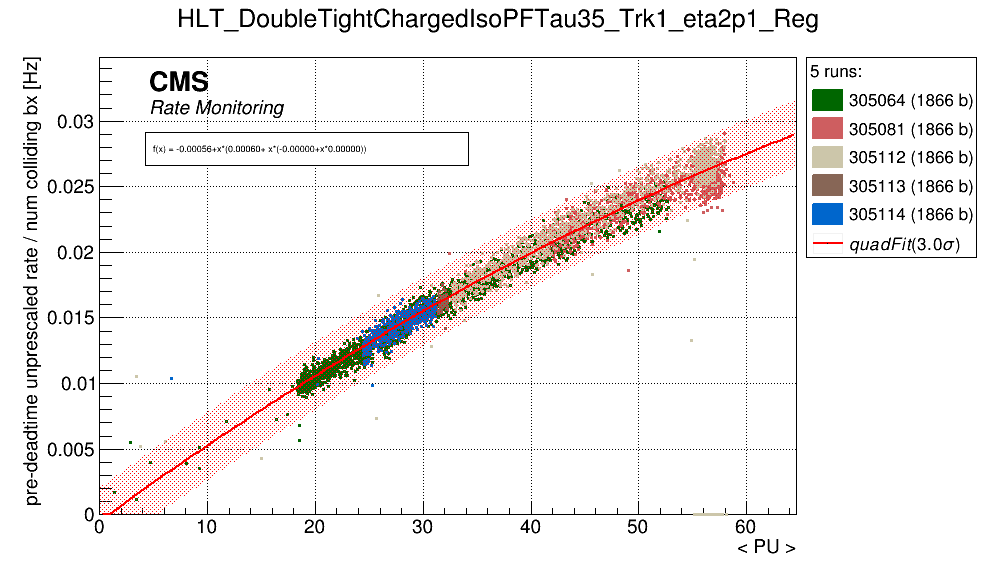 HLT_DoubleTightChargedIsoPFTau35_Trk1_eta2p1_Reg
CMS
Rate Monitoring
f(x) = -0.00056+x*(0.00060+ x*(-0.00000+x*0.00000))
pre-deadtime unprescaled rate / num colliding bx [Hz]
0.03
0.025
0.02
0.015
0.01
0.005
0
0 10 20 30 40 50 60
< PU >
5 runs:
305064 (1866 b)
305081 (1866 b)
305112 (1866 b)
305113 (1866 b)
305114 (1866 b)
quadFit(3.0σ)